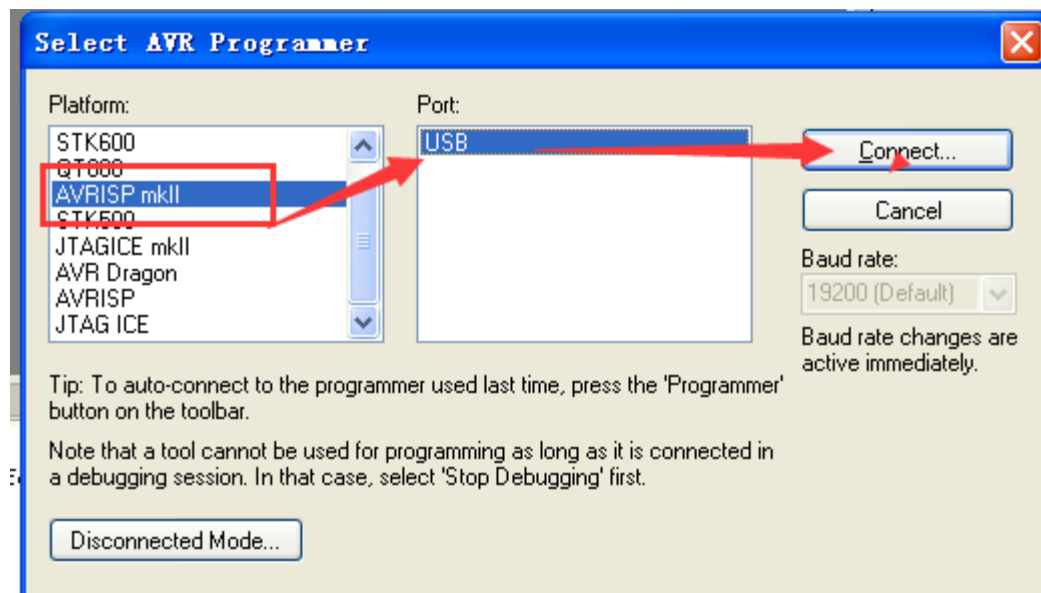 Select AVR Programmer
Platform:
Port:
STK600
QT600
AVRISP mkII
STK500
JTAGICE mkII
AVR Dragon
AVRISP
JTAG ICE
USB
Connect...
Cancel
Baud rate:
19200 (Default)
Baud rate changes are
active immediately.
Tip: To auto-connect to the programmer used last time, press the 'Programmer'
button on the toolbar.
Note that a tool cannot be used for programming as long as it is connected in
a debugging session. In that case, select 'Stop Debugging' first.
Disconnected Mode...